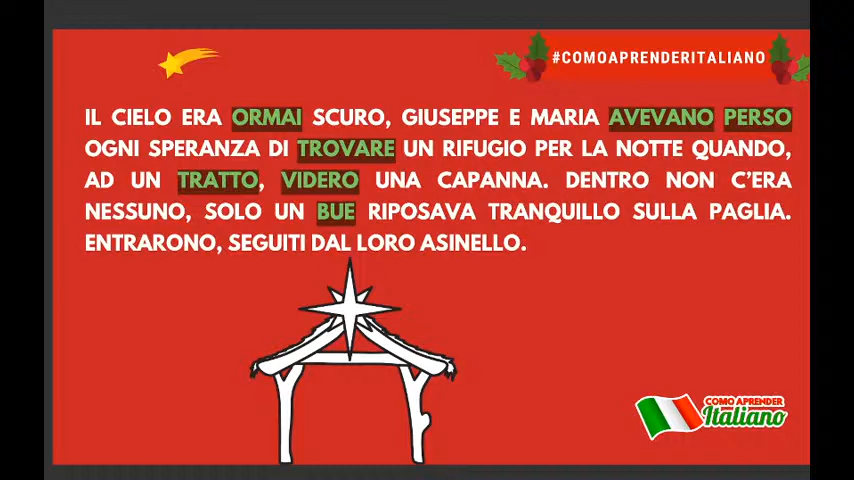 #COMOAPRENDERITALIANO
IL CIELO ERA ORMAI SCURO, GIUSEPPE E MARIA AVEVANO PERSO
OGNI SPERANZA DI TROVARE UN RIFUGIO PER LA NOTTE QUANDO,
AD UN TRATTO, VIDERO UNA CAPANNA. DENTRO NON C'ERA
NESSUNO, SOLO UN BUE RIPOSAVA TRANQUILLO SULLA PAGLIA.
ENTRARONO, SEGUITI DAL LORO ASINELLO.
COMO APRENDER
Italiano